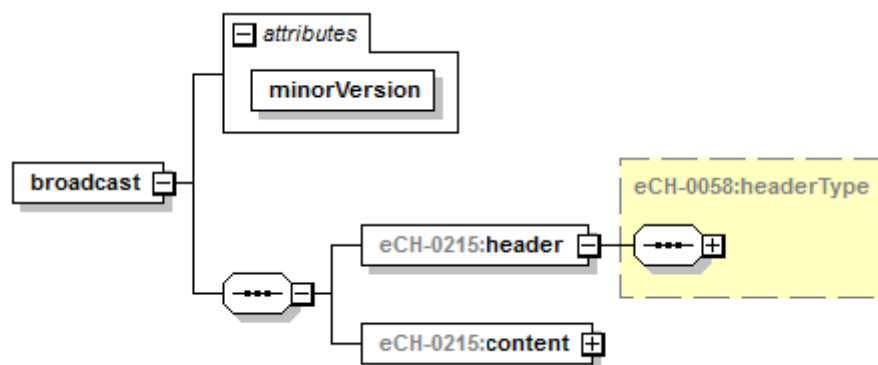 attributes
minorVersion
broadcast
eCH-0058:headerType
eCH-0215:header
eCH-0215:content